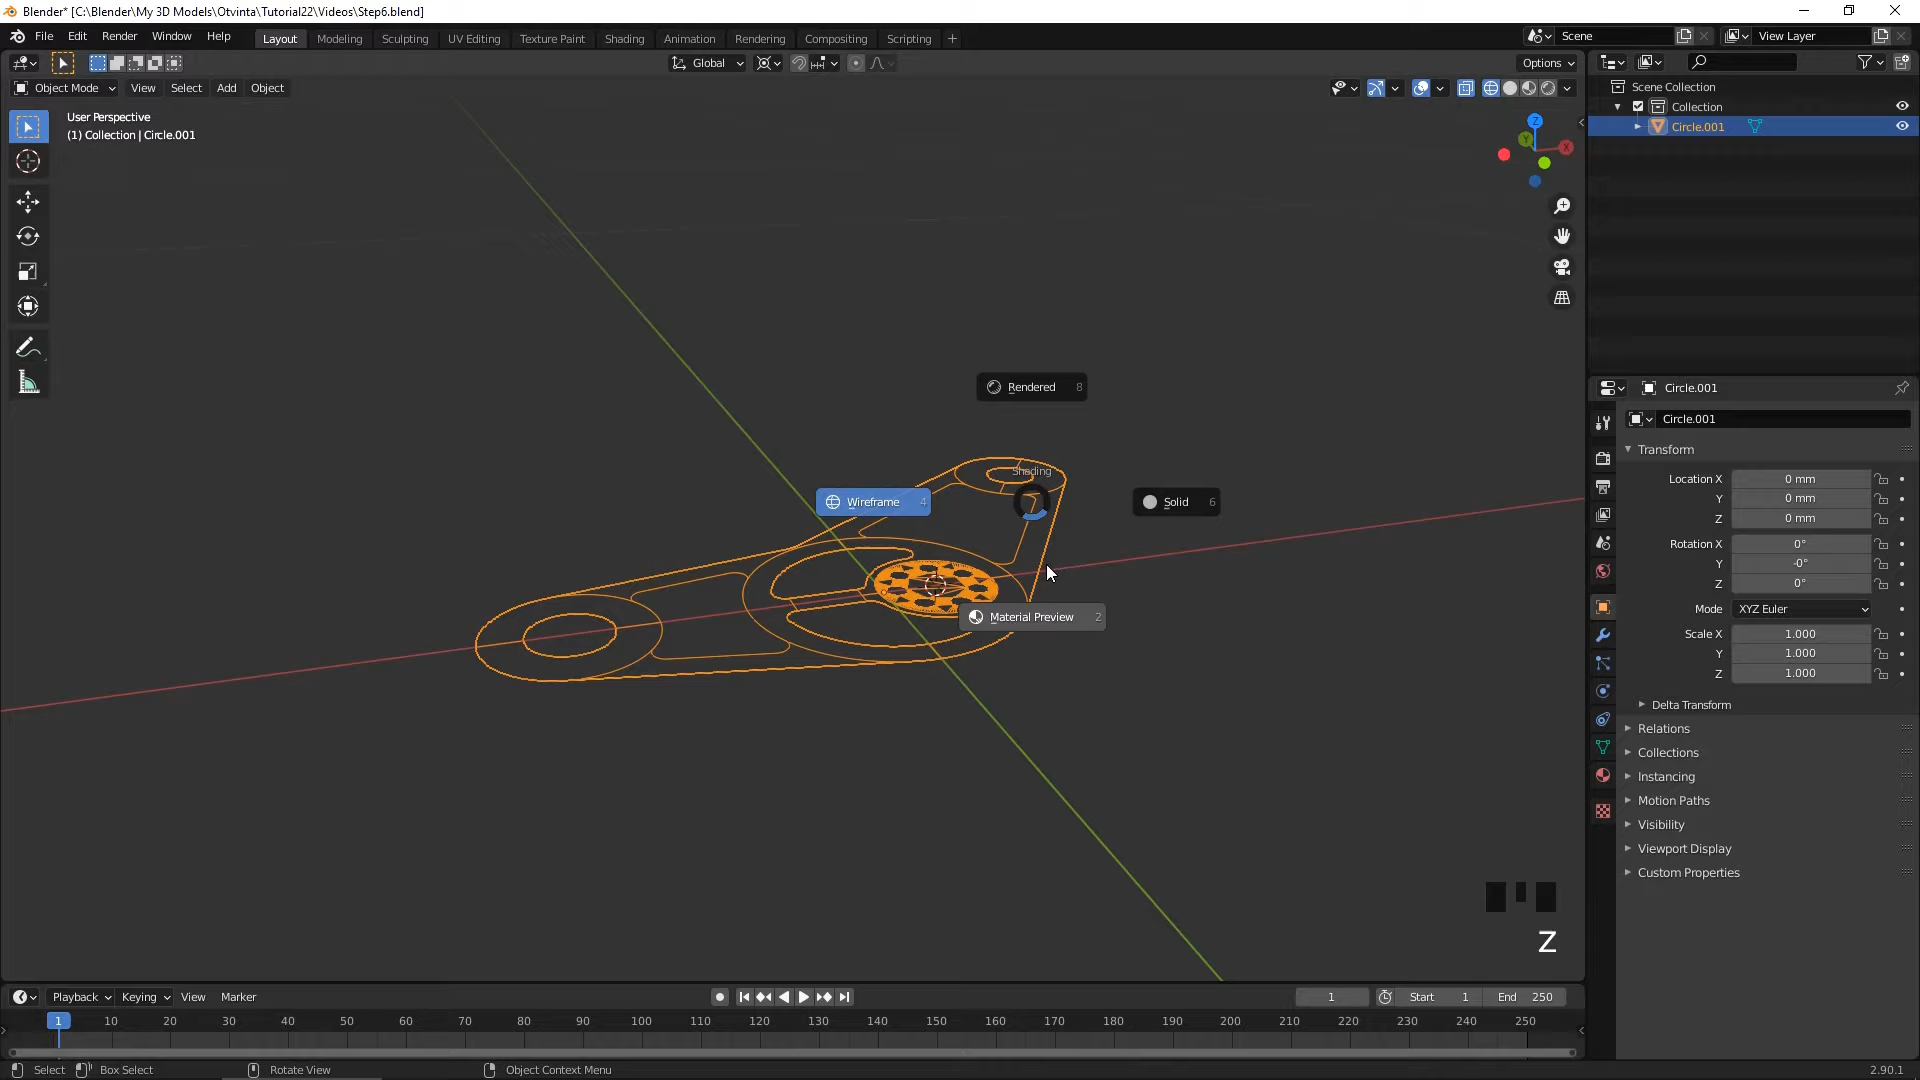 Blender* [C:\Blender\My 3D Models\Otvinta\Tutorial22\Videos\Step6.blend]
File Edit Render Window Help Layout Modeling Sculpting UV Editing Texture Paint Shading Animation Rendering Compositing Scripting + Scene View Layer
Global Options
Object Mode View Select Add Object
User Perspective
(1) Collection | Circle.001
Z
X
Y
Scene Collection
Collection
Circle.001
Rendered 8
Shading
Wireframe 4
Solid 6
Material Preview 2
Circle.001
Circle.001
Transform
Location X 0 mm
Y 0 mm
Z 0 mm
Rotation X 0°
Y -0°
Z 0°
Mode XYZ Euler
Scale X 1.000
Y 1.000
Z 1.000
Delta Transform
Relations
Collections
Instancing
Motion Paths
Visibility
Viewport Display
Custom Properties
Z
Playback Keying View Marker 1 Start 1 End 250
1 10 20 30 40 50 60 70 80 90 100 110 120 130 140 150 160 170 180 190 200 210 220 230 240 250
Select Box Select Rotate View Object Context Menu 2.90.1